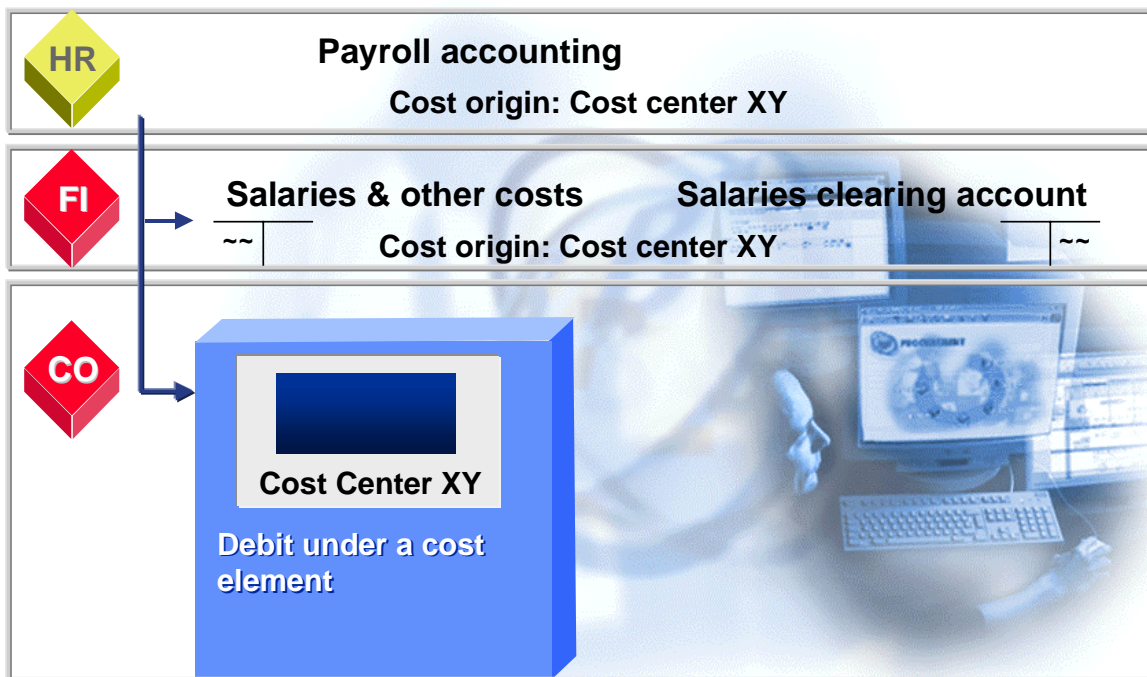 HR
Payroll accounting
Cost origin: Cost center XY
FI
Salaries & other costs
Salaries clearing account
~~
Cost origin: Cost center XY
~~
CO
Cost Center XY
Debit under a cost
element